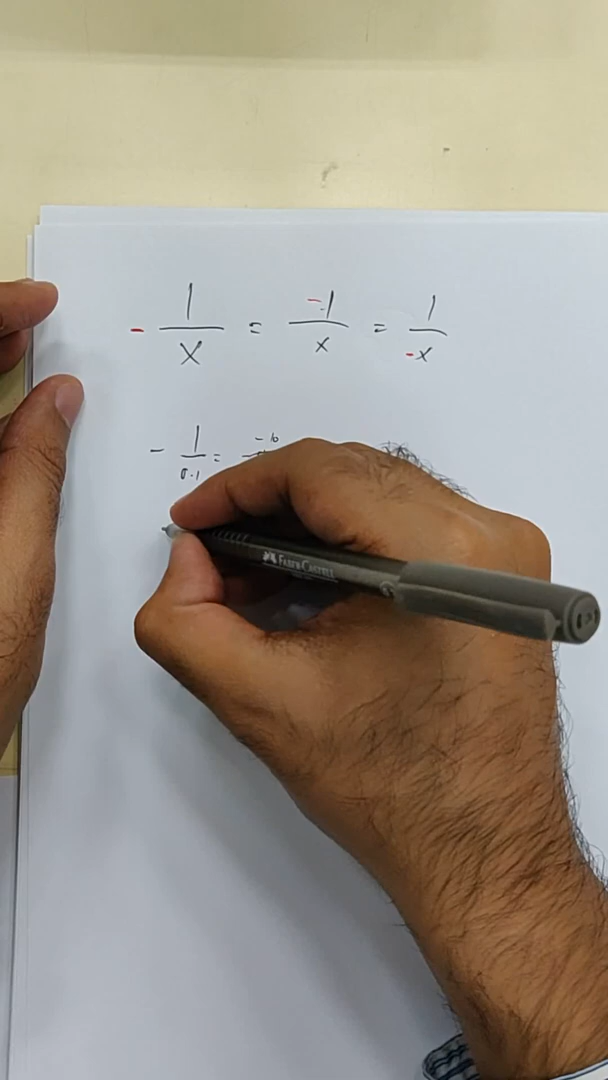 - 1/x = -1/x = 1/-x
- 1/0.1 = -10
FABER-CASTELL